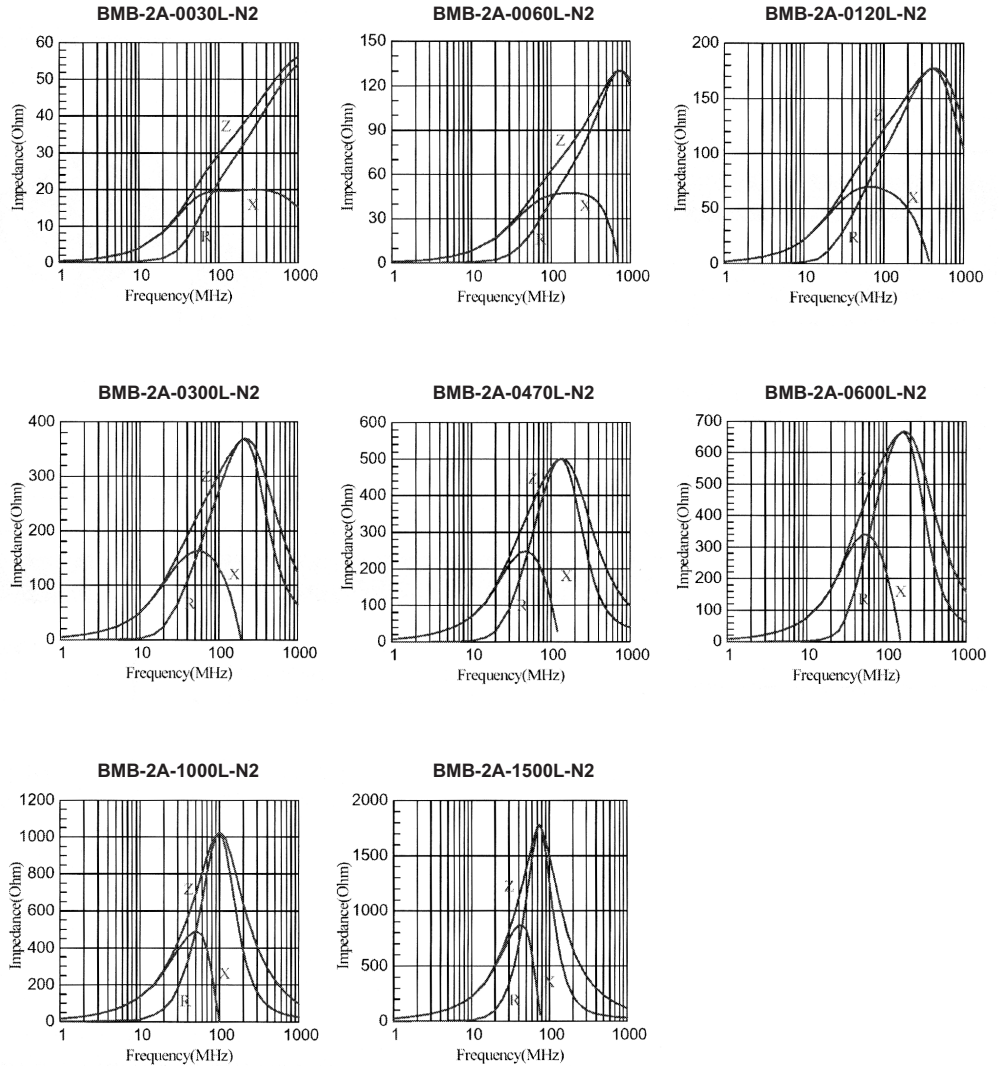 BMB-2A-0030L-N2
BMB-2A-0060L-N2
BMB-2A-0120L-N2
60
50
40
30
20
10
0
Impedance(Ohm)
Z
X
R
1
10
100
1000
Frequency(MHz)
150
120
90
60
30
0
Impedance(Ohm)
Z
X
R
1
10
100
1000
Frequency(MHz)
200
150
100
50
0
Impedance(Ohm)
Z
X
R
1
10
100
1000
Frequency(MHz)
BMB-2A-0300L-N2
BMB-2A-0470L-N2
BMB-2A-0600L-N2
400
300
200
100
0
Impedance(Ohm)
Z
X
R
1
10
100
1000
Frequency(MHz)
600
500
400
300
200
100
0
Impedance(Ohm)
Z
X
R
1
10
100
1000
Frequency(MHz)
700
600
500
400
300
200
100
0
Impedance(Ohm)
Z
X
R
1
10
100
1000
Frequency(MHz)
BMB-2A-1000L-N2
BMB-2A-1500L-N2
1200
1000
800
600
400
200
0
Impedance(Ohm)
Z
X
R
1
10
100
1000
Frequency(MHz)
2000
1500
1000
500
0
Impedance(Ohm)
Z
X
R
1
10
100
1000
Frequency(MHz)